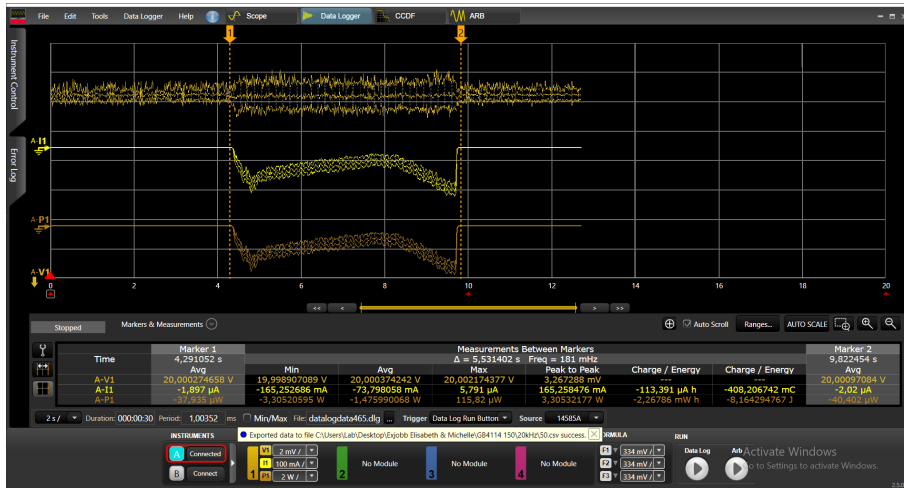 File Edit Tools Data Logger Help Scope Data Logger CCDF ARB
Instrument Control
Error Log
1 2
A-I1
A-P1
A-V1
0 2 4 6 8 10 12 14 16 18 20
<< < > >>
Stopped Markers & Measurements Auto Scroll Ranges... AUTO SCALE
Marker 1 Measurements Between Markers Marker 2
Time 4,291052 s Δ = 5,531402 s Freq = 181 mHz 9,822454 s
Avg Min Avg Max Peak to Peak Charge / Energy Charge / Energy Avg
A-V1 20,000274658 V 19,998907089 V 20,000374242 V 20,002174377 V 3,267288 mV --- --- 20,00097084 V
A-I1 -1,897 µA -165,252686 mA -73,798058 mA 5,791 µA 165,258476 mA -113,391 µA h -408,206742 mC -2,02 µA
A-P1 -37,935 µW -3,30520595 W -1,475990068 W 115,82 µW 3,30532177 W -2,26786 mW h -8,164294767 J -40,402 µW
2 s / Duration: 000:00:30 Period: 1,00352 ms Min/Max File: datalogdata465.dlg ... Trigger Data Log Run Button Source 14585A
INSTRUMENTS Exported data to file C:\Users\Lab\Desktop\Exjobb Elisabeth & Michelle\GB4114 150\20kHz\50.csv success. ORMULA RUN
A Connected V1 2 mV / F1 334 mV / Data Log Arb Activate Windows
1 I1 100 mA / 2 No Module 3 No Module 4 No Module F2 334 mV / o to Settings to activate Windows.
B Connect P1 2 W / F3 334 mV /
2.5.0